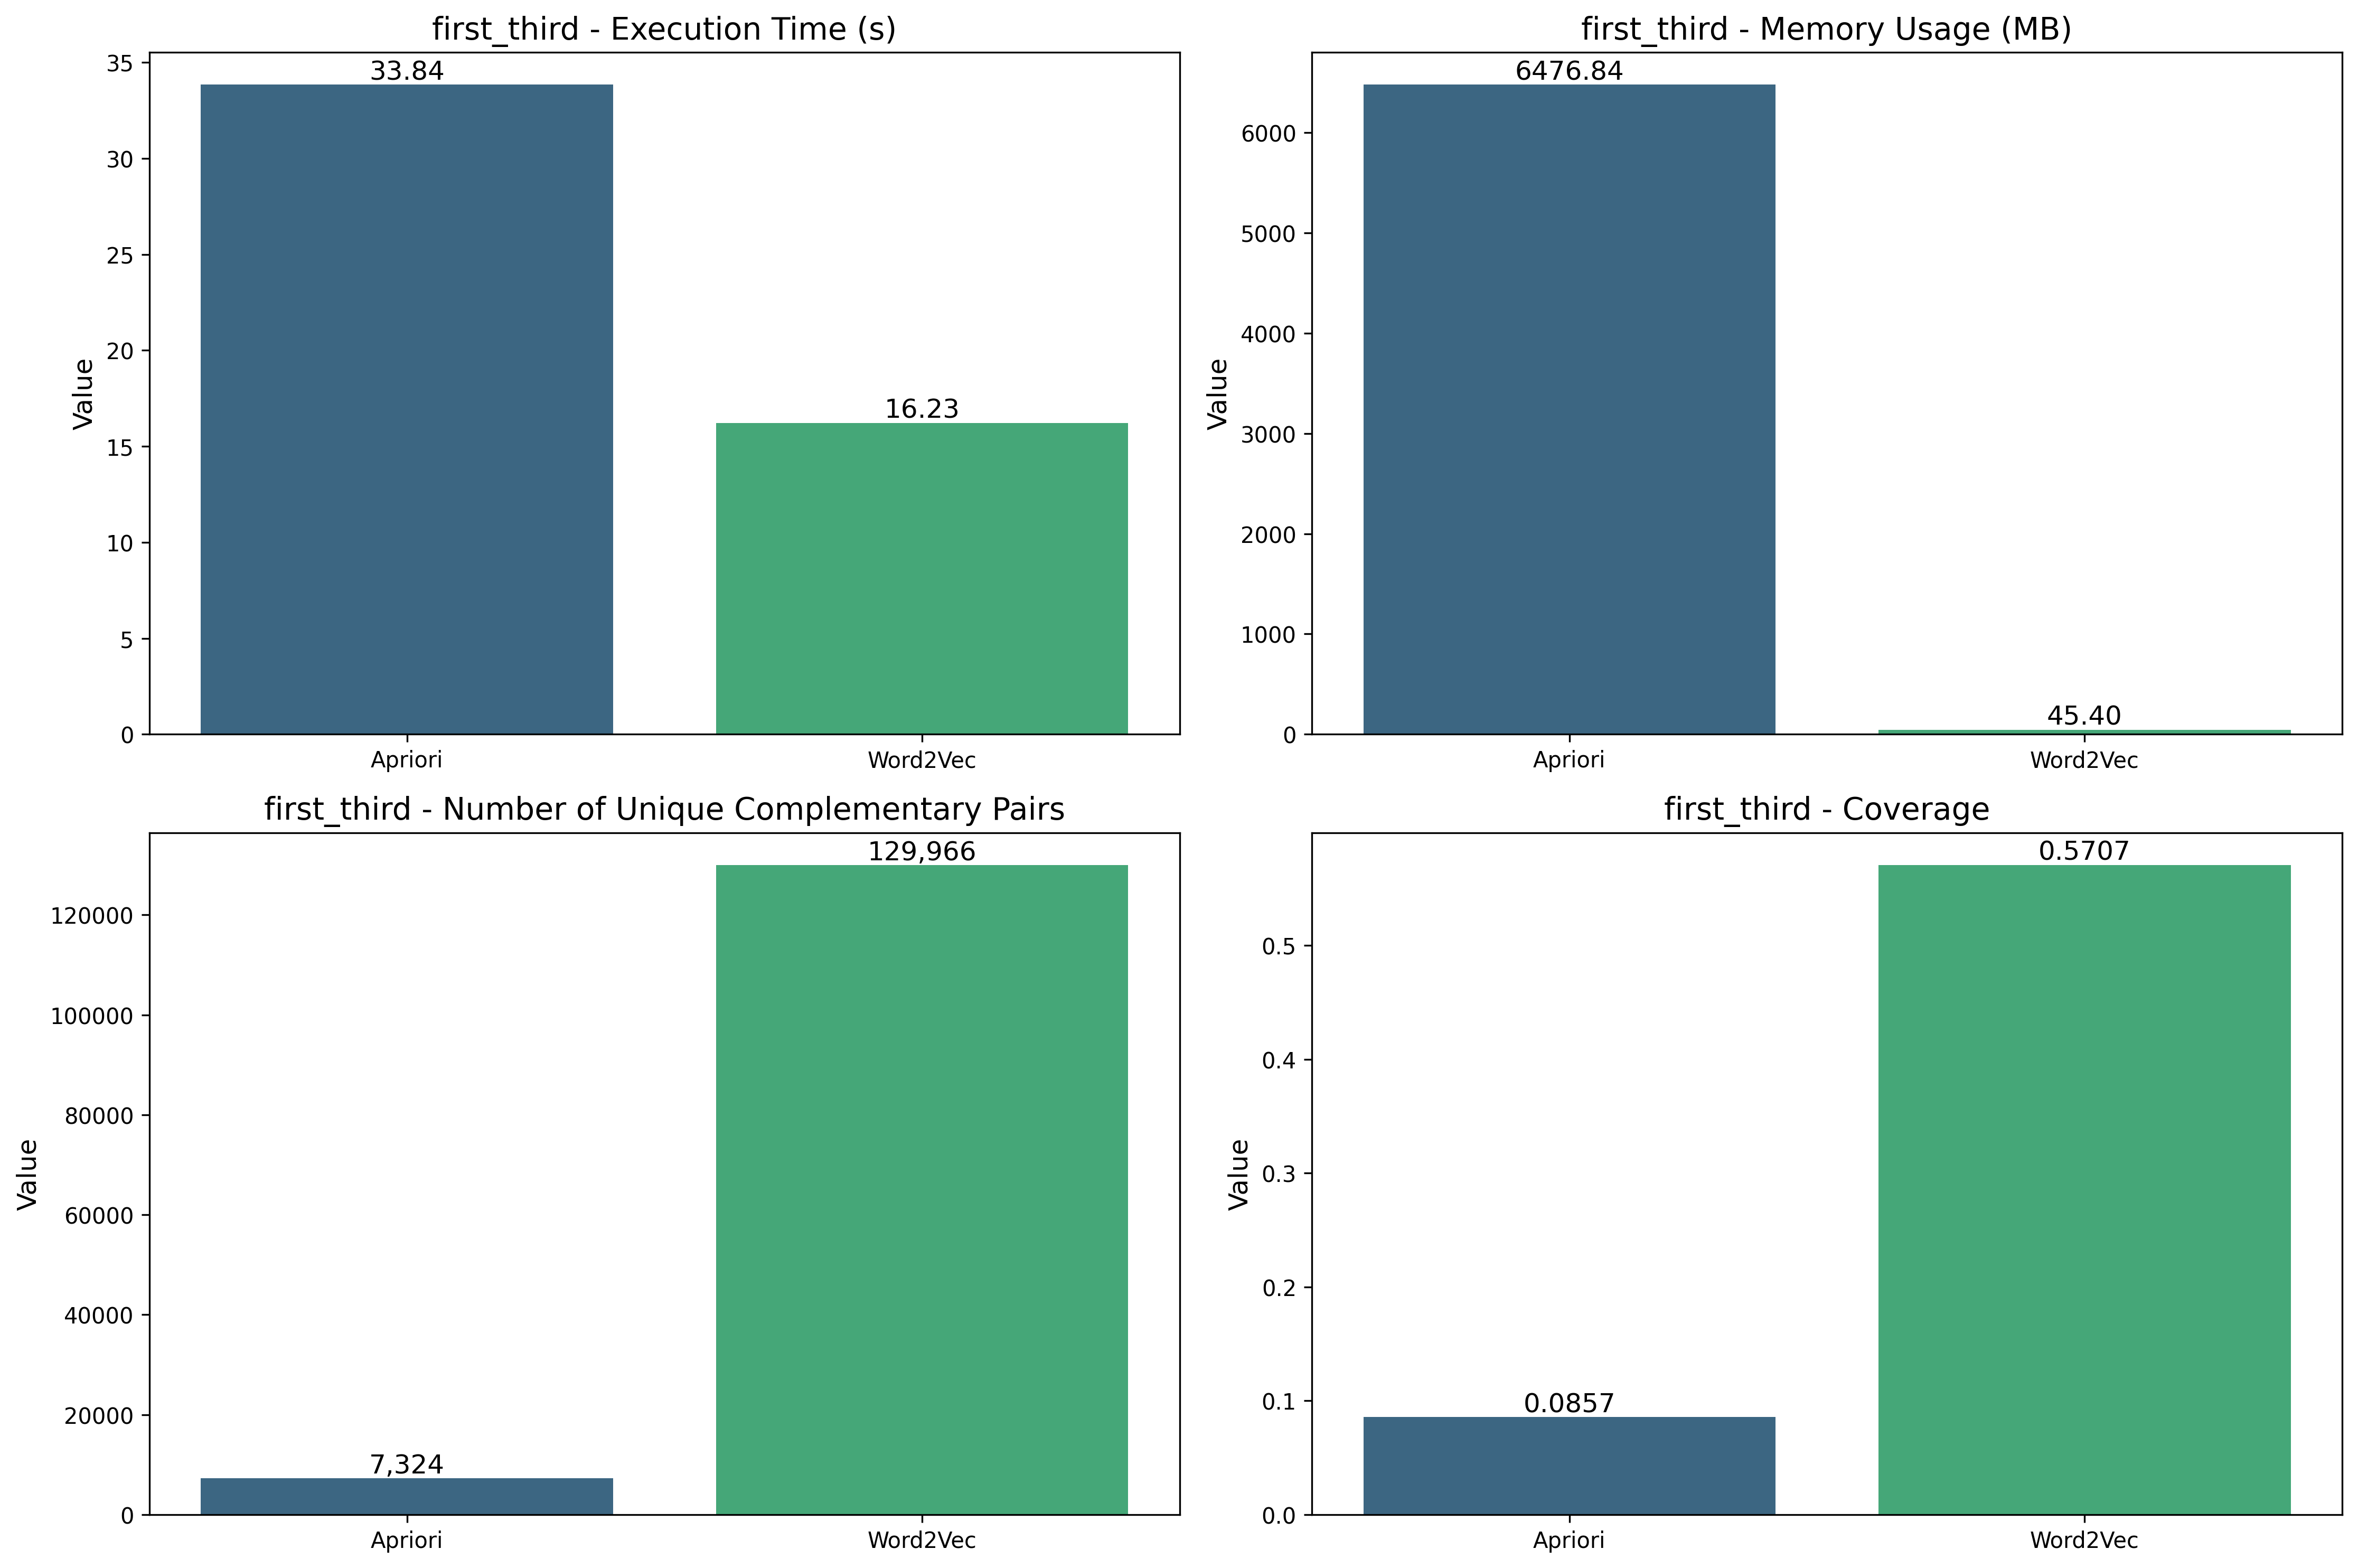 first_third - Execution Time (s)
Value
35
30
25
20
15
10
5
0
33.84
16.23
Apriori
Word2Vec
first_third - Memory Usage (MB)
Value
6000
5000
4000
3000
2000
1000
0
6476.84
45.40
Apriori
Word2Vec
first_third - Number of Unique Complementary Pairs
Value
120000
100000
80000
60000
40000
20000
0
7,324
129,966
Apriori
Word2Vec
first_third - Coverage
Value
0.5
0.4
0.3
0.2
0.1
0.0
0.0857
0.5707
Apriori
Word2Vec